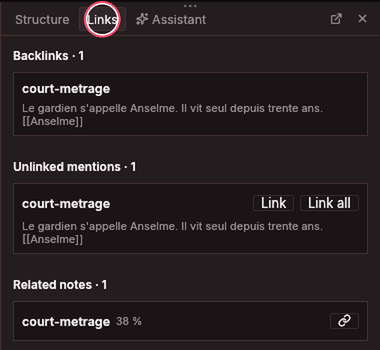 Structure Links Assistant
Backlinks · 1
court-metrage
Le gardien s'appelle Anselme. Il vit seul depuis trente ans.
[[Anselme]]
Unlinked mentions · 1
court-metrage Link Link all
Le gardien s'appelle Anselme. Il vit seul depuis trente ans.
[[Anselme]]
Related notes · 1
court-metrage 38 %